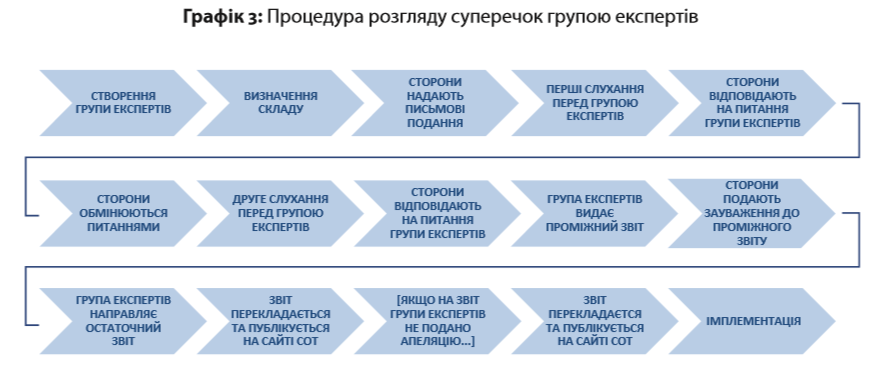 Графік 3: Процедура розгляду суперечок групою експертів
СТВОРЕННЯ
ГРУПИ ЕКСПЕРТІВ
ВИЗНАЧЕННЯ
СКЛАДУ
СТОРОНИ
НАДАЮТЬ
ПИСЬМОВІ
ПОДАННЯ
ПЕРШІ СЛУХАННЯ
ПЕРЕД ГРУПОЮ
ЕКСПЕРТІВ
СТОРОНИ
ВІДПОВІДАЮТЬ
НА ПИТАННЯ
ГРУПИ ЕКСПЕРТІВ
СТОРОНИ
ОБМІНЮЮТЬСЯ
ПИТАННЯМИ
ДРУГЕ СЛУХАННЯ
ПЕРЕД ГРУПОЮ
ЕКСПЕРТІВ
СТОРОНИ
ВІДПОВІДАЮТЬ
НА ПИТАННЯ
ГРУПИ ЕКСПЕРТІВ
ГРУПА ЕКСПЕРТІВ
ВИДАЄ
ПРОМІЖНИЙ ЗВІТ
СТОРОНИ
ПОДАЮТЬ
ЗАУВАЖЕННЯ ДО
ПРОМІЖНОГО
ЗВІТУ
ГРУПА ЕКСПЕРТІВ
НАПРАВЛЯЄ
ОСТАТОЧНИЙ
ЗВІТ
ЗВІТ
ПЕРЕКЛАДАЄТЬСЯ
ТА ПУБЛІКУЄТЬСЯ
НА САЙТІ СОТ
[ЯКЩО НА ЗВІТ
ГРУПИ ЕКСПЕРТІВ
НЕ ПОДАНО
АПЕЛЯЦІЮ...]
ЗВІТ
ПЕРЕКЛАДАЄТСЯ
ТА ПУБЛІКУЄТЬСЯ
НА САЙТІ СОТ
ІМПЛЕМЕНТАЦІЯ